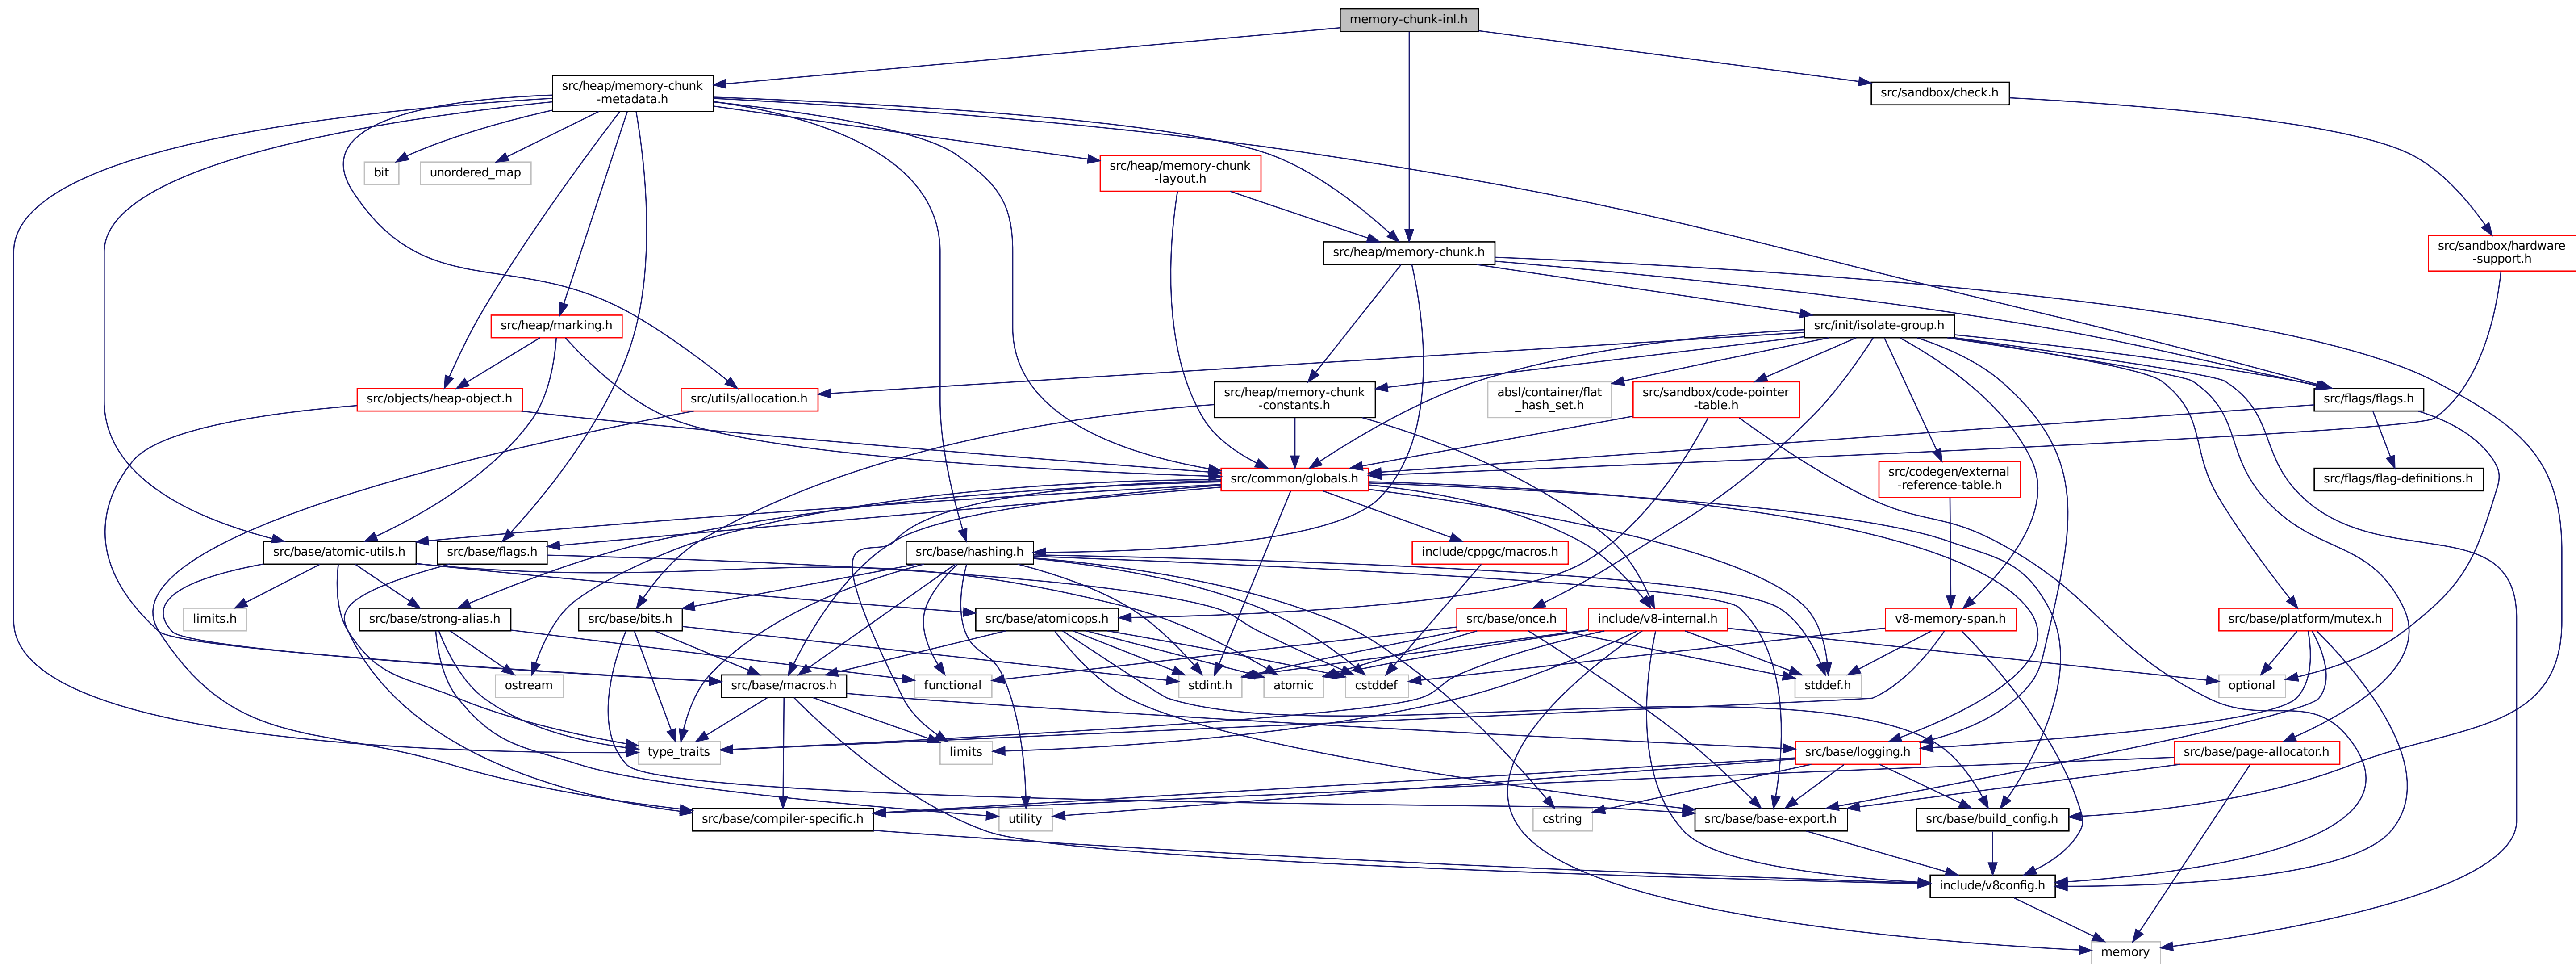 memory-chunk-inl.h
src/heap/memory-chunk
-metadata.h
src/sandbox/check.h
bit
unordered_map
src/heap/memory-chunk
-layout.h
src/heap/memory-chunk.h
src/sandbox/hardware
-support.h
src/heap/marking.h
src/init/isolate-group.h
src/objects/heap-object.h
src/utils/allocation.h
src/heap/memory-chunk
-constants.h
absl/container/flat
_hash_set.h
src/sandbox/code-pointer
-table.h
src/flags/flags.h
src/common/globals.h
src/codegen/external
-reference-table.h
src/flags/flag-definitions.h
src/base/atomic-utils.h
src/base/flags.h
src/base/hashing.h
include/cppgc/macros.h
limits.h
src/base/strong-alias.h
src/base/bits.h
src/base/atomicops.h
src/base/once.h
include/v8-internal.h
v8-memory-span.h
src/base/platform/mutex.h
ostream
src/base/macros.h
functional
stdint.h
atomic
cstddef
stddef.h
optional
type_traits
limits
src/base/logging.h
src/base/page-allocator.h
src/base/compiler-specific.h
utility
cstring
src/base/base-export.h
src/base/build_config.h
include/v8config.h
memory